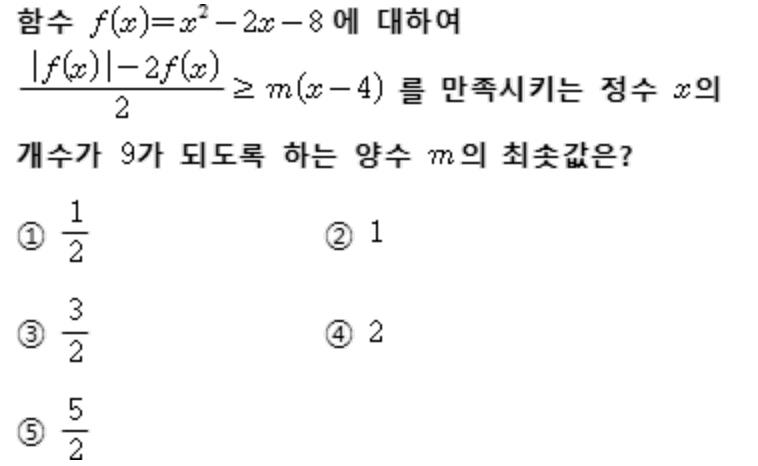 함수 f(x)=x²−2x−8에 대하여
(|f(x)|−2f(x))/2 ≥ m(x−4) 를 만족시키는 정수 x의
개수가 9가 되도록 하는 양수 m의 최솟값은?
① 1/2 ② 1
③ 3/2 ④ 2
⑤ 5/2